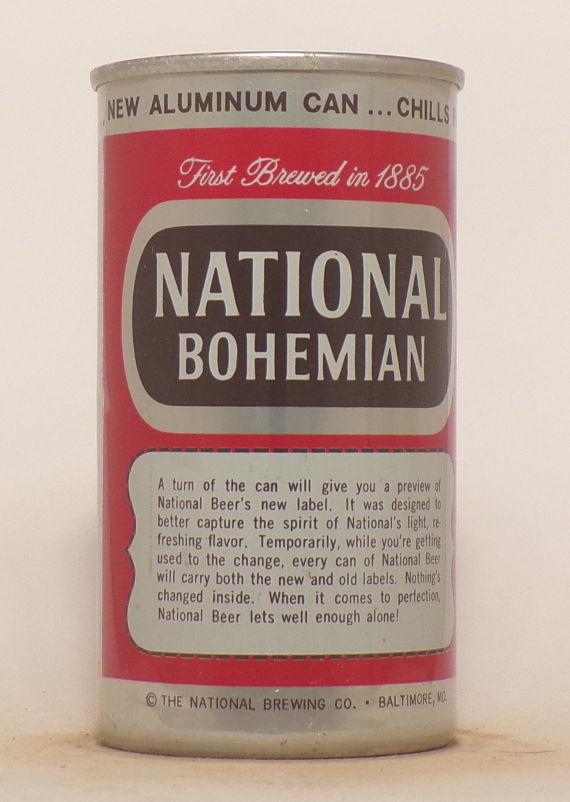 NEW ALUMINUM CAN ... CHILLS
First Brewed in 1885
NATIONAL
BOHEMIAN
A turn of the can will give you a preview of
National Beer's new label. It was designed to
better capture the spirit of National's light, re-
freshing flavor. Temporarily, while you're getting
used to the change, every can of National Beer
will carry both the new and old labels. Nothing's
changed inside. When it comes to perfection,
National Beer lets well enough alone!
© THE NATIONAL BREWING CO. • BALTIMORE, MD.